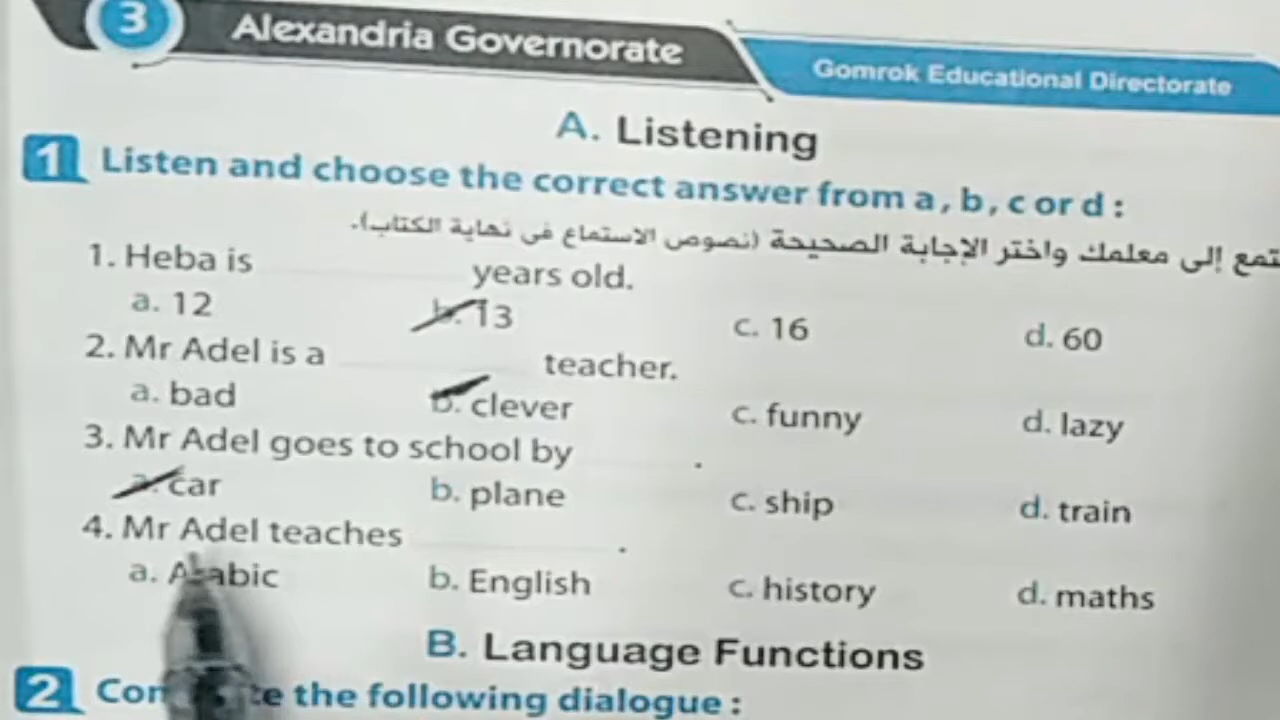 3 Alexandria Governorate Gomrok Educational Directorate
A. Listening
1 Listen and choose the correct answer from a, b, c or d :
إلى معلمك واختر الإجابة الصحيحة (نصوص الاستماع فى نهاية الكتاب).
1. Heba is years old.
a. 12 b. 13 c. 16 d. 60
2. Mr Adel is a teacher.
a. bad b. clever c. funny d. lazy
3. Mr Adel goes to school by .
a. car b. plane c. ship d. train
4. Mr Adel teaches .
a. Arabic b. English c. history d. maths
B. Language Functions
2 the following dialogue :